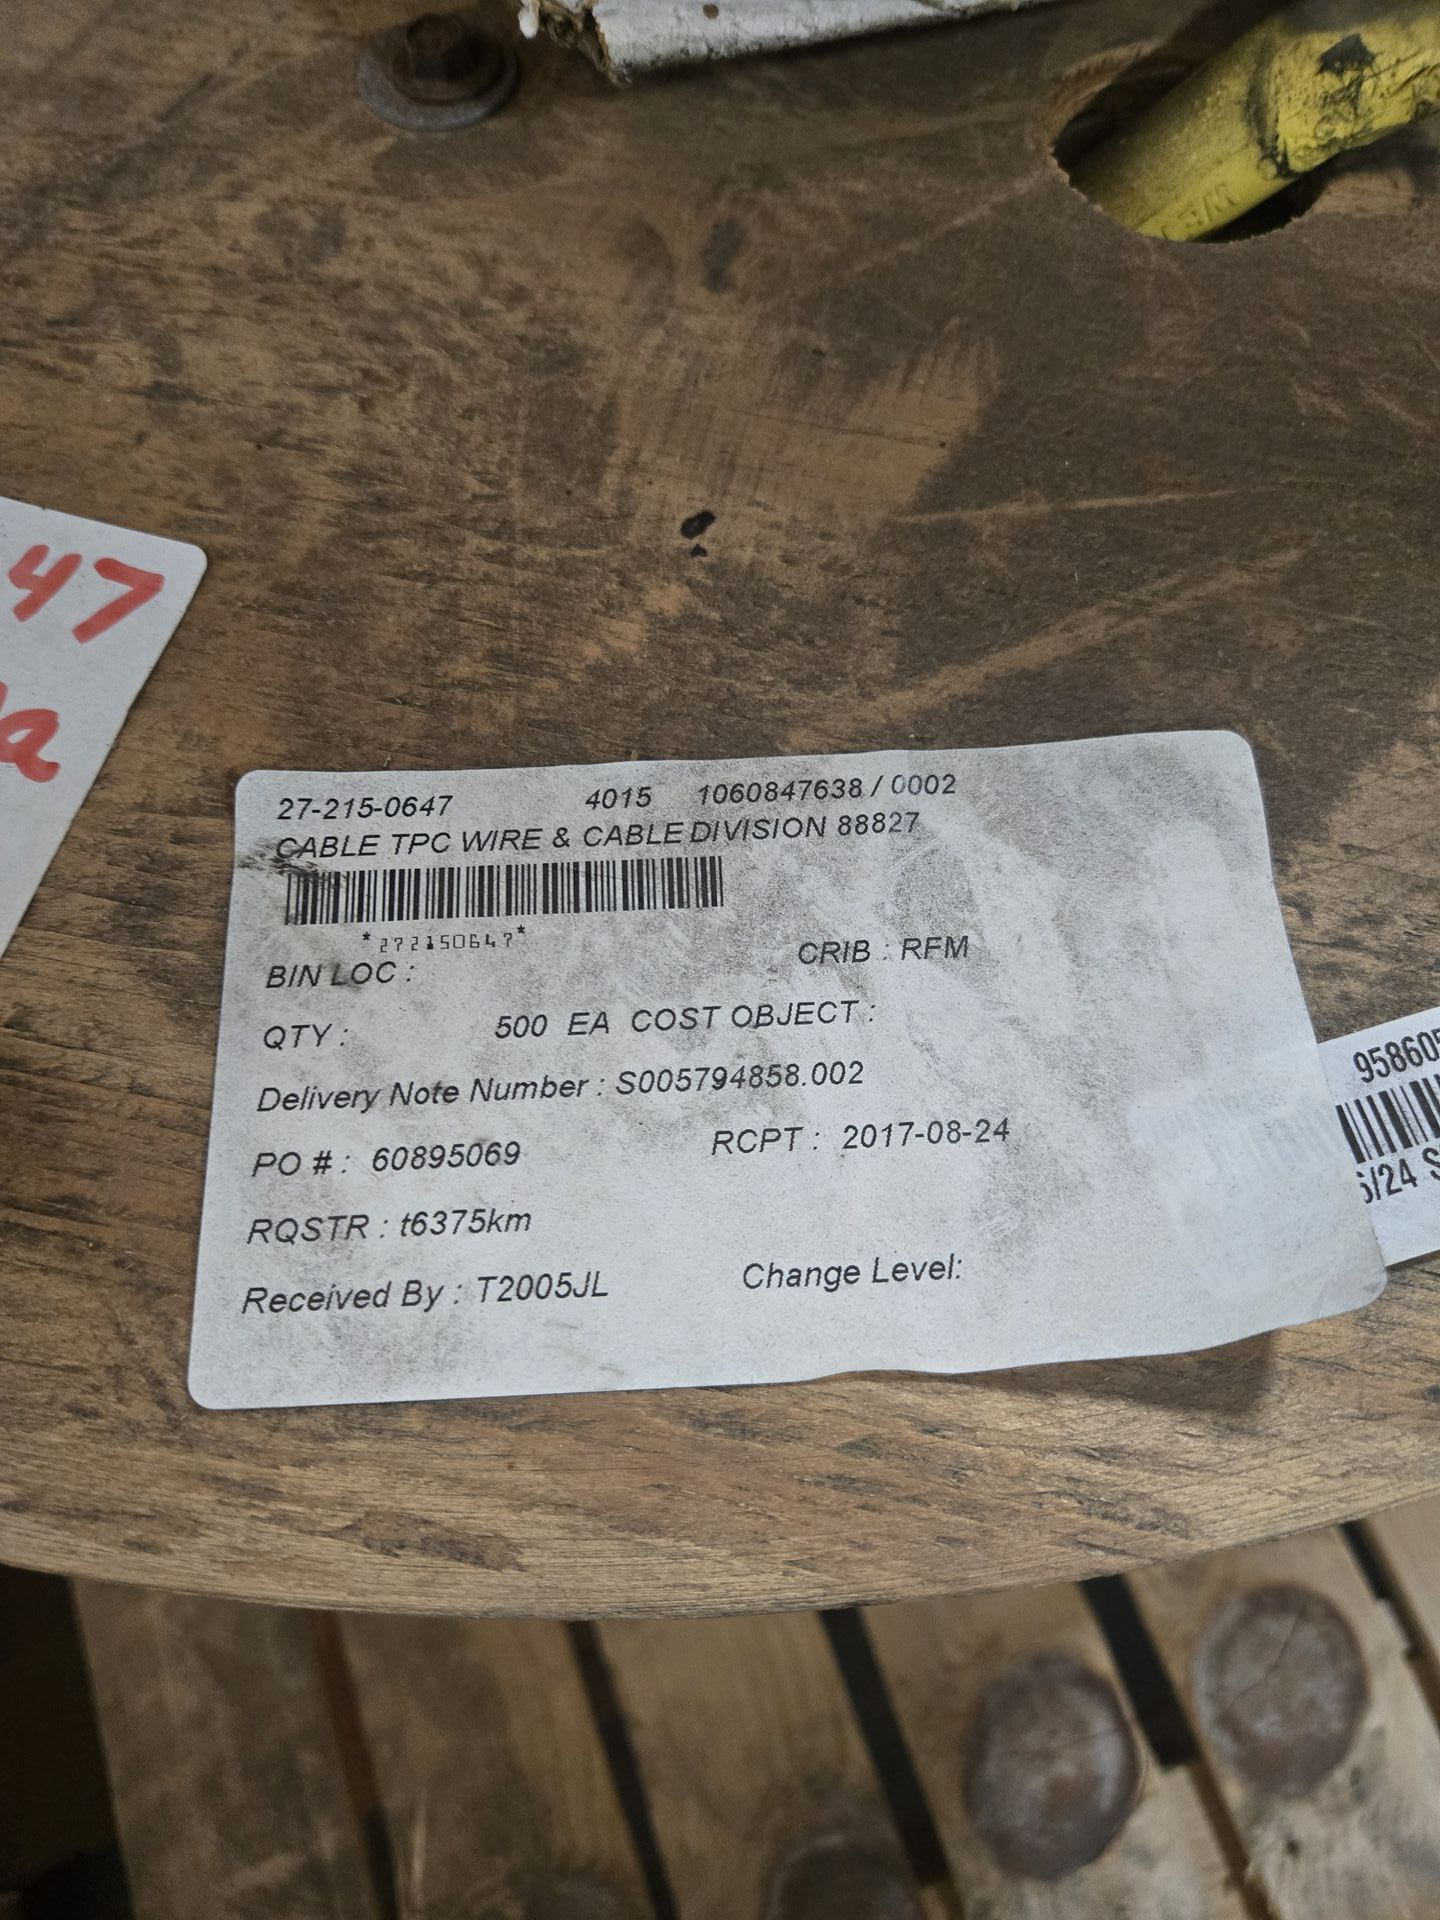 47
27-215-0647 4015 1060847638 / 0002
CABLE TPC WIRE & CABLE DIVISION 88827
*272150647*
BIN LOC : CRIB : RFM
QTY : 500 EA COST OBJECT :
Delivery Note Number : S005794858.002
PO # : 60895069 RCPT : 2017-08-24
RQSTR : t6375km
Received By : T2005JL Change Level:
958605
/24 S